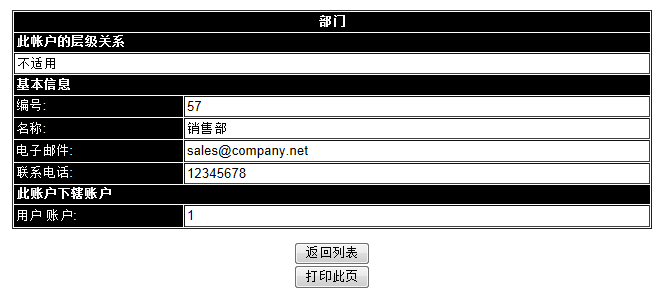 部门
此帐户的层级关系
不适用
基本信息
编号: 57
名称: 销售部
电子邮件: sales@company.net
联系电话: 12345678
此账户下辖账户
用户 账户: 1
返回列表
打印此页